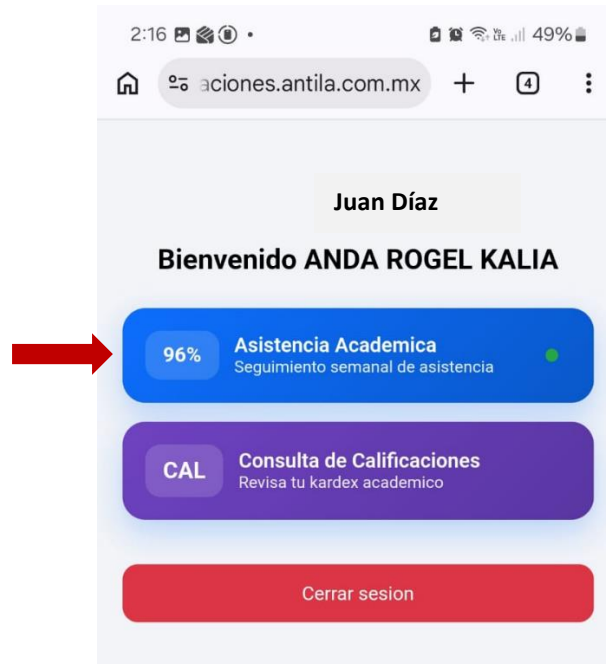 2:16
49%
aciones.antila.com.mx
4
Juan Díaz
Bienvenido ANDA ROGEL KALIA
96%
Asistencia Academica
Seguimiento semanal de asistencia
CAL
Consulta de Calificaciones
Revisa tu kardex academico
Cerrar sesion